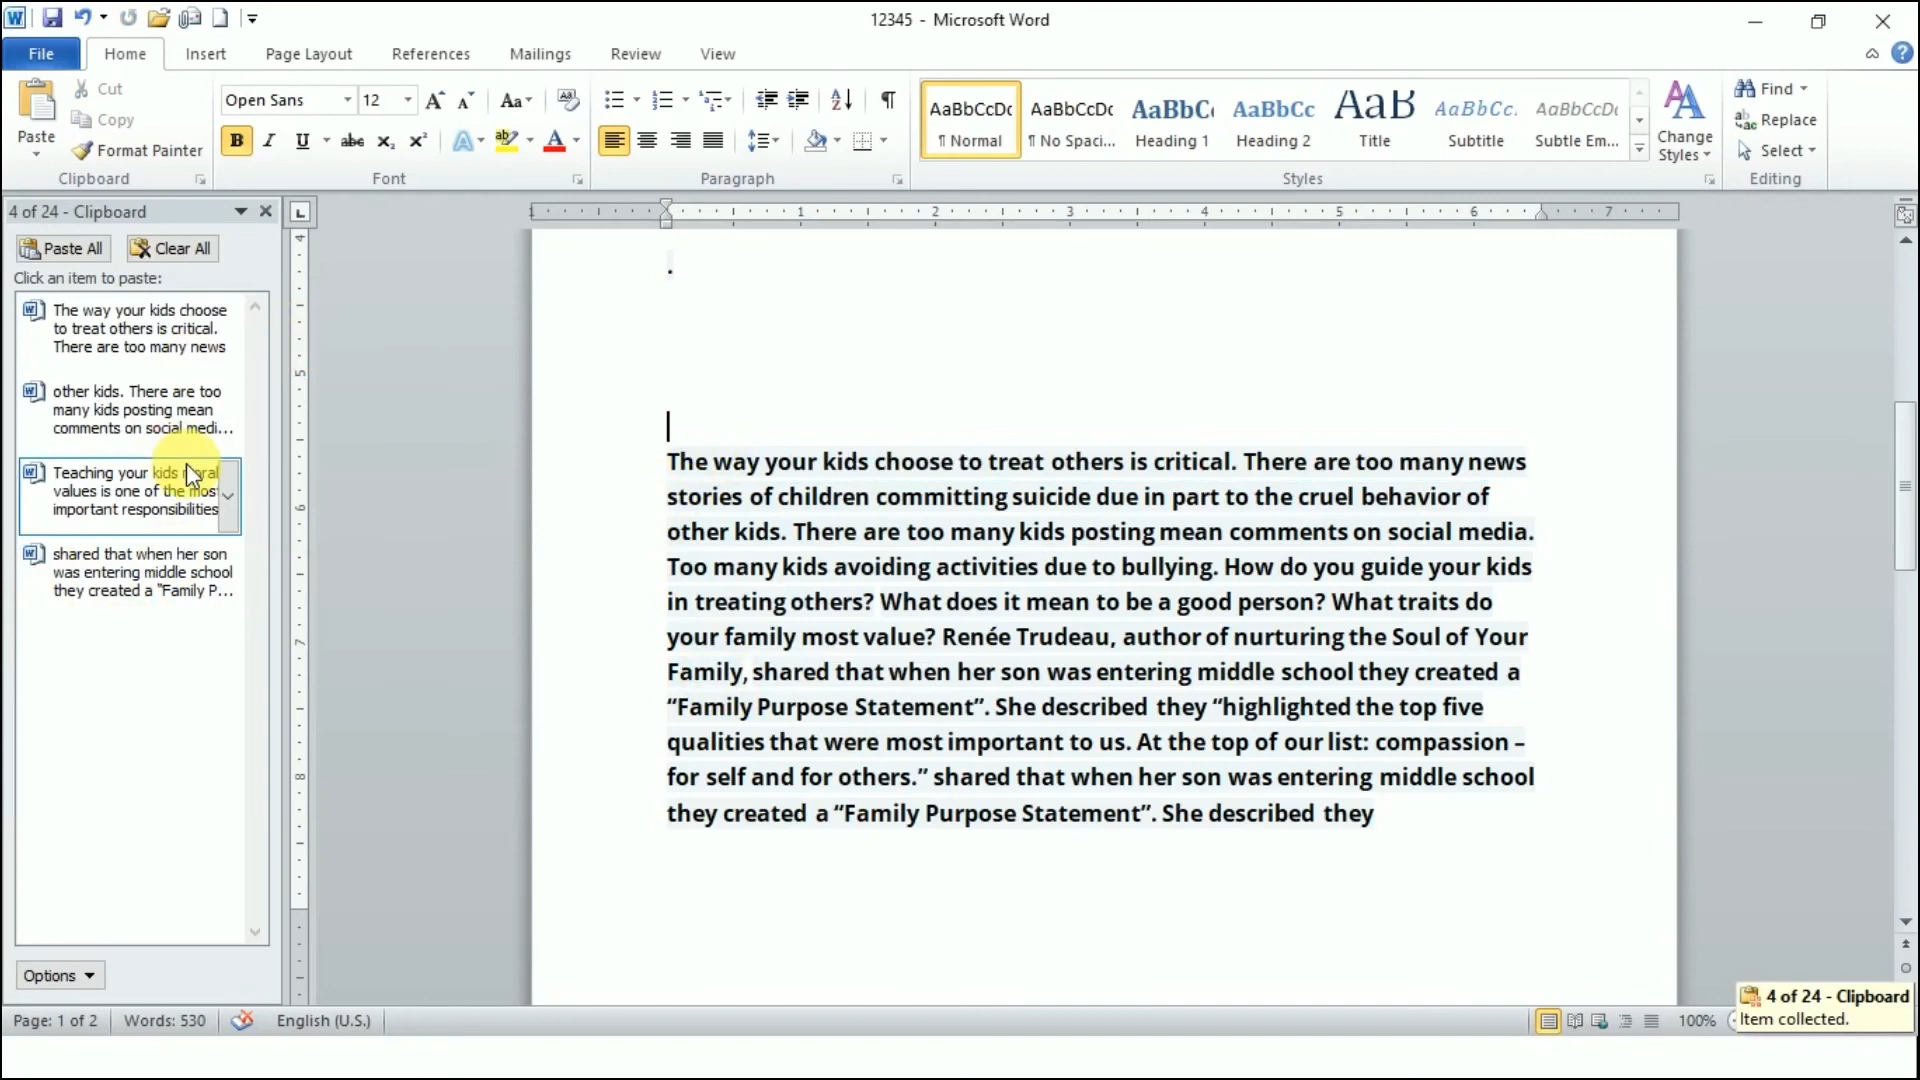 12345 - Microsoft Word
File Home Insert Page Layout References Mailings Review View
Paste
Cut
Copy
Format Painter
Clipboard
Open Sans 12
Font
Paragraph
AaBbCcDc AaBbCcDc AaBbC AaBbCc AaB AaBbCc. AaBbCcDc
¶ Normal ¶ No Spaci... Heading 1 Heading 2 Title Subtitle Subtle Em...
Styles
Change
Styles
Find
Replace
Select
Editing
4 of 24 - Clipboard
Paste All Clear All
Click an item to paste:
The way your kids choose
to treat others is critical.
There are too many news
other kids. There are too
many kids posting mean
comments on social medi...
Teaching your kids moral
values is one of the most
important responsibilities
shared that when her son
was entering middle school
they created a "Family P...
Options
.
The way your kids choose to treat others is critical. There are too many news
stories of children committing suicide due in part to the cruel behavior of
other kids. There are too many kids posting mean comments on social media.
Too many kids avoiding activities due to bullying. How do you guide your kids
in treating others? What does it mean to be a good person? What traits do
your family most value? Renée Trudeau, author of nurturing the Soul of Your
Family, shared that when her son was entering middle school they created a
“Family Purpose Statement”. She described they “highlighted the top five
qualities that were most important to us. At the top of our list: compassion –
for self and for others.” shared that when her son was entering middle school
they created a “Family Purpose Statement”. She described they
Page: 1 of 2 Words: 530 English (U.S.) 100%
4 of 24 - Clipboard
Item collected.